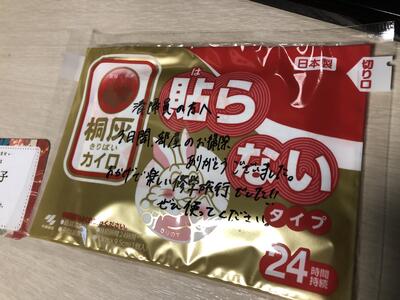 日本製
切り口
は
貼らない
タイプ
桐灰
きりばい
カイロ
清掃員の方へ
4日間、部屋のお掃除
ありがとうございました。
おかげで楽しい修学旅行でした!!
ぜひ使ってください。
24時間持続
子